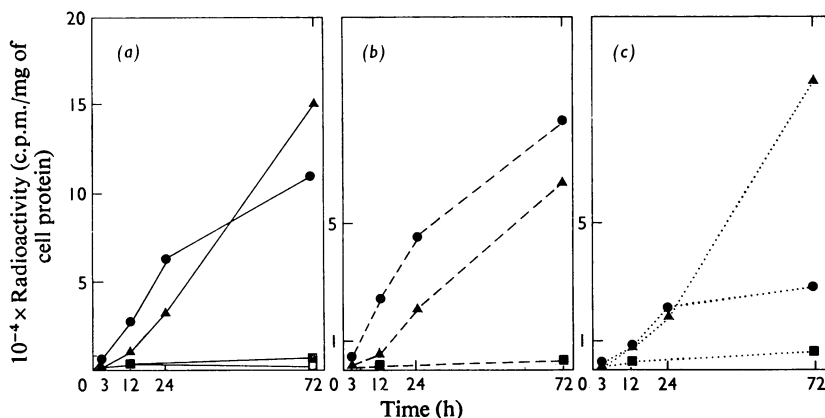 10⁻⁴ × Radioactivity (c.p.m./mg of
cell protein)
20
15
10
5
(a)
0 3 12 24 72
(b)
5
1
0 3 12 24 72
(c)
5
1
0 3 12 24 72
Time (h)